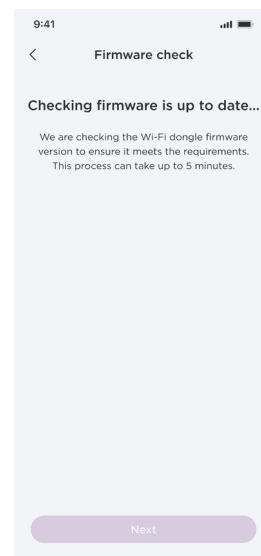 9:41
Firmware check
Checking firmware is up to date...
We are checking the Wi-Fi dongle firmware
version to ensure it meets the requirements.
This process can take up to 5 minutes.
Next